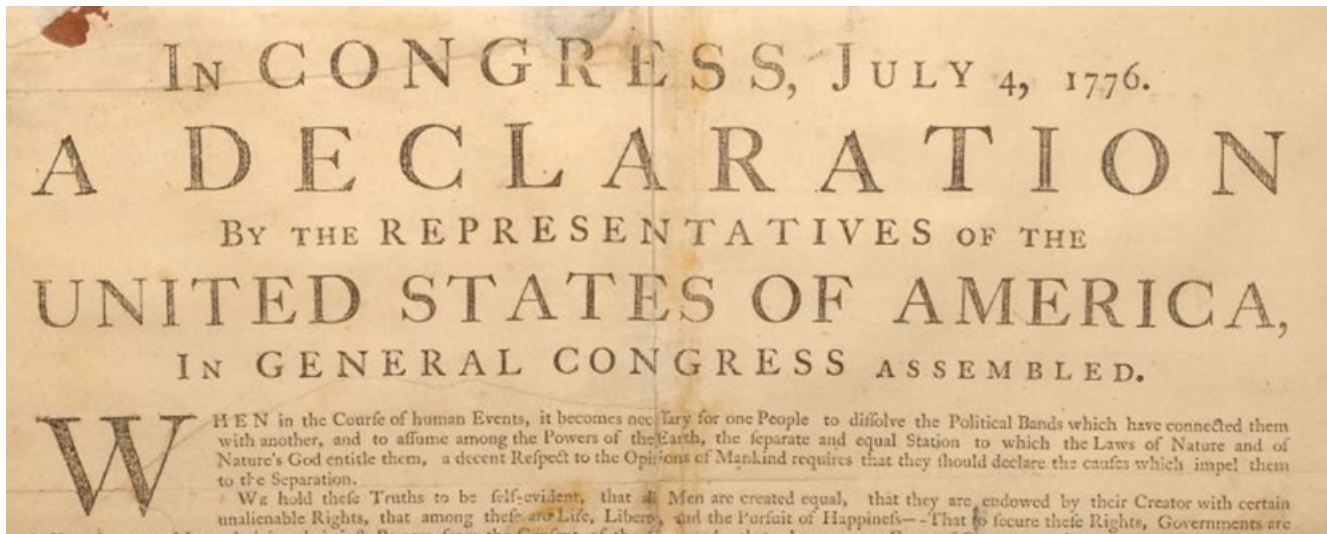 In CONGRESS, July 4, 1776.
A DECLARATION
By the REPRESENTATIVES of the
UNITED STATES OF AMERICA,
In GENERAL CONGRESS assembled.
WHEN in the Courſe of human Events, it becomes neceſſary for one People to diſſolve the Political Bands which have connected them
with another, and to aſſume among the Powers of the Earth, the ſeparate and equal Station to which the Laws of Nature and of
Nature's God entitle them, a decent Reſpect to the Opinions of Mankind requires that they ſhould declare the cauſes which impel them
to the Separation.
We hold theſe Truths to be ſelf-evident, that all Men are created equal, that they are endowed by their Creator with certain
unalienable Rights, that among theſe are Life, Liberty, and the Purſuit of Happineſs—-That to ſecure theſe Rights, Governments are